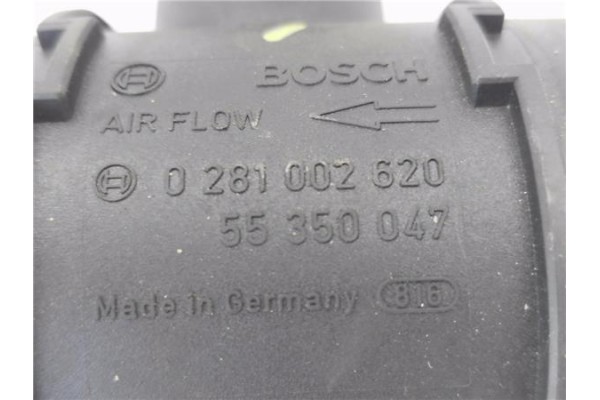 BOSCH
AIR FLOW
0 281 002 620
55 350 047
Made in Germany 816